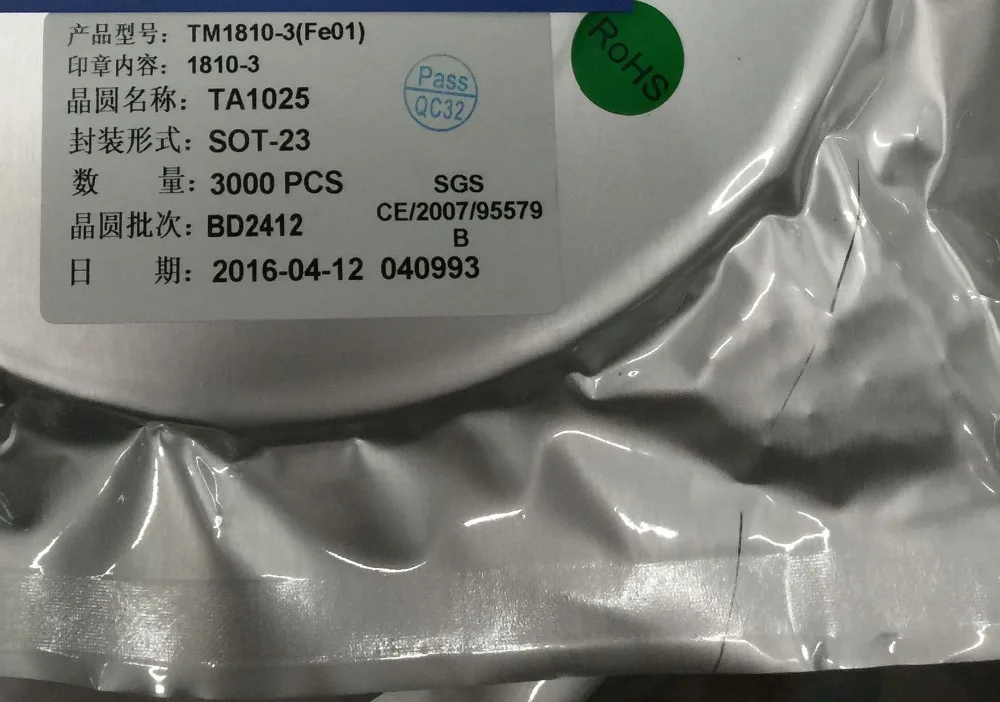 产品型号: TM1810-3(Fe01)
印章内容: 1810-3
晶圆名称: TA1025
封装形式: SOT-23
数 量: 3000 PCS
晶圆批次: BD2412
日 期: 2016-04-12 040993
SGS
CE/2007/95579
B
Pass
QC32
RoHS